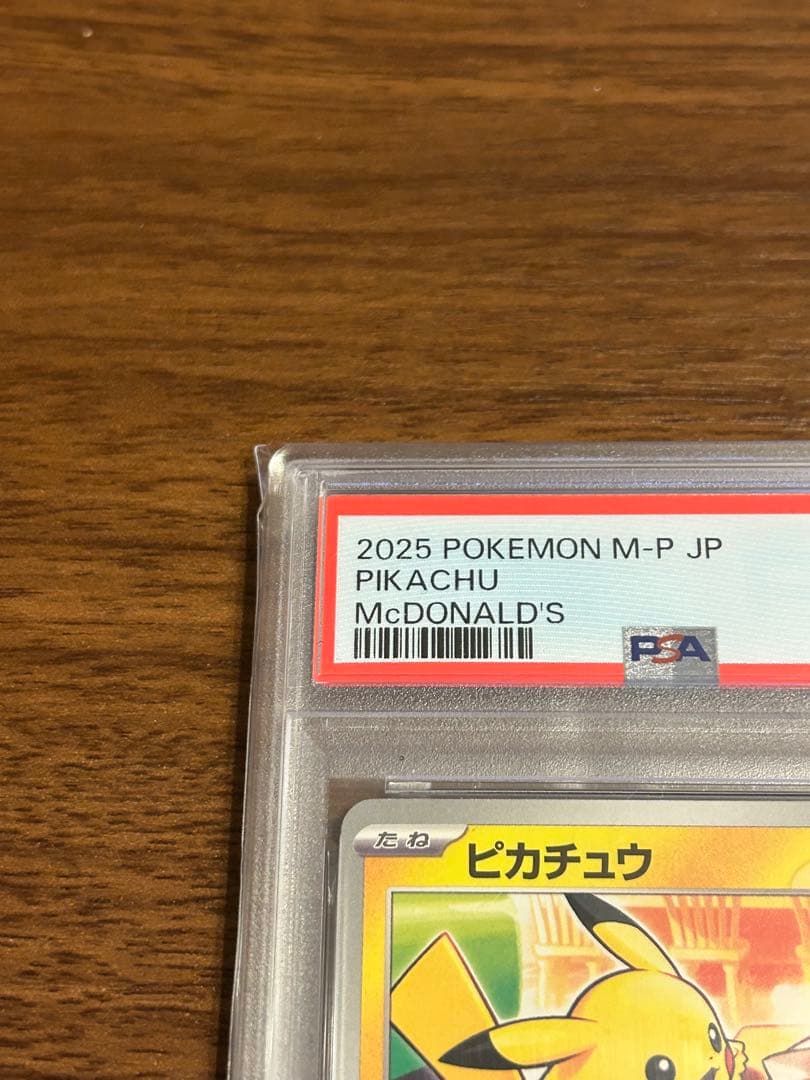 2025 POKEMON M-P JP
PIKACHU
McDONALD'S
PSA
たね
ピカチュウ